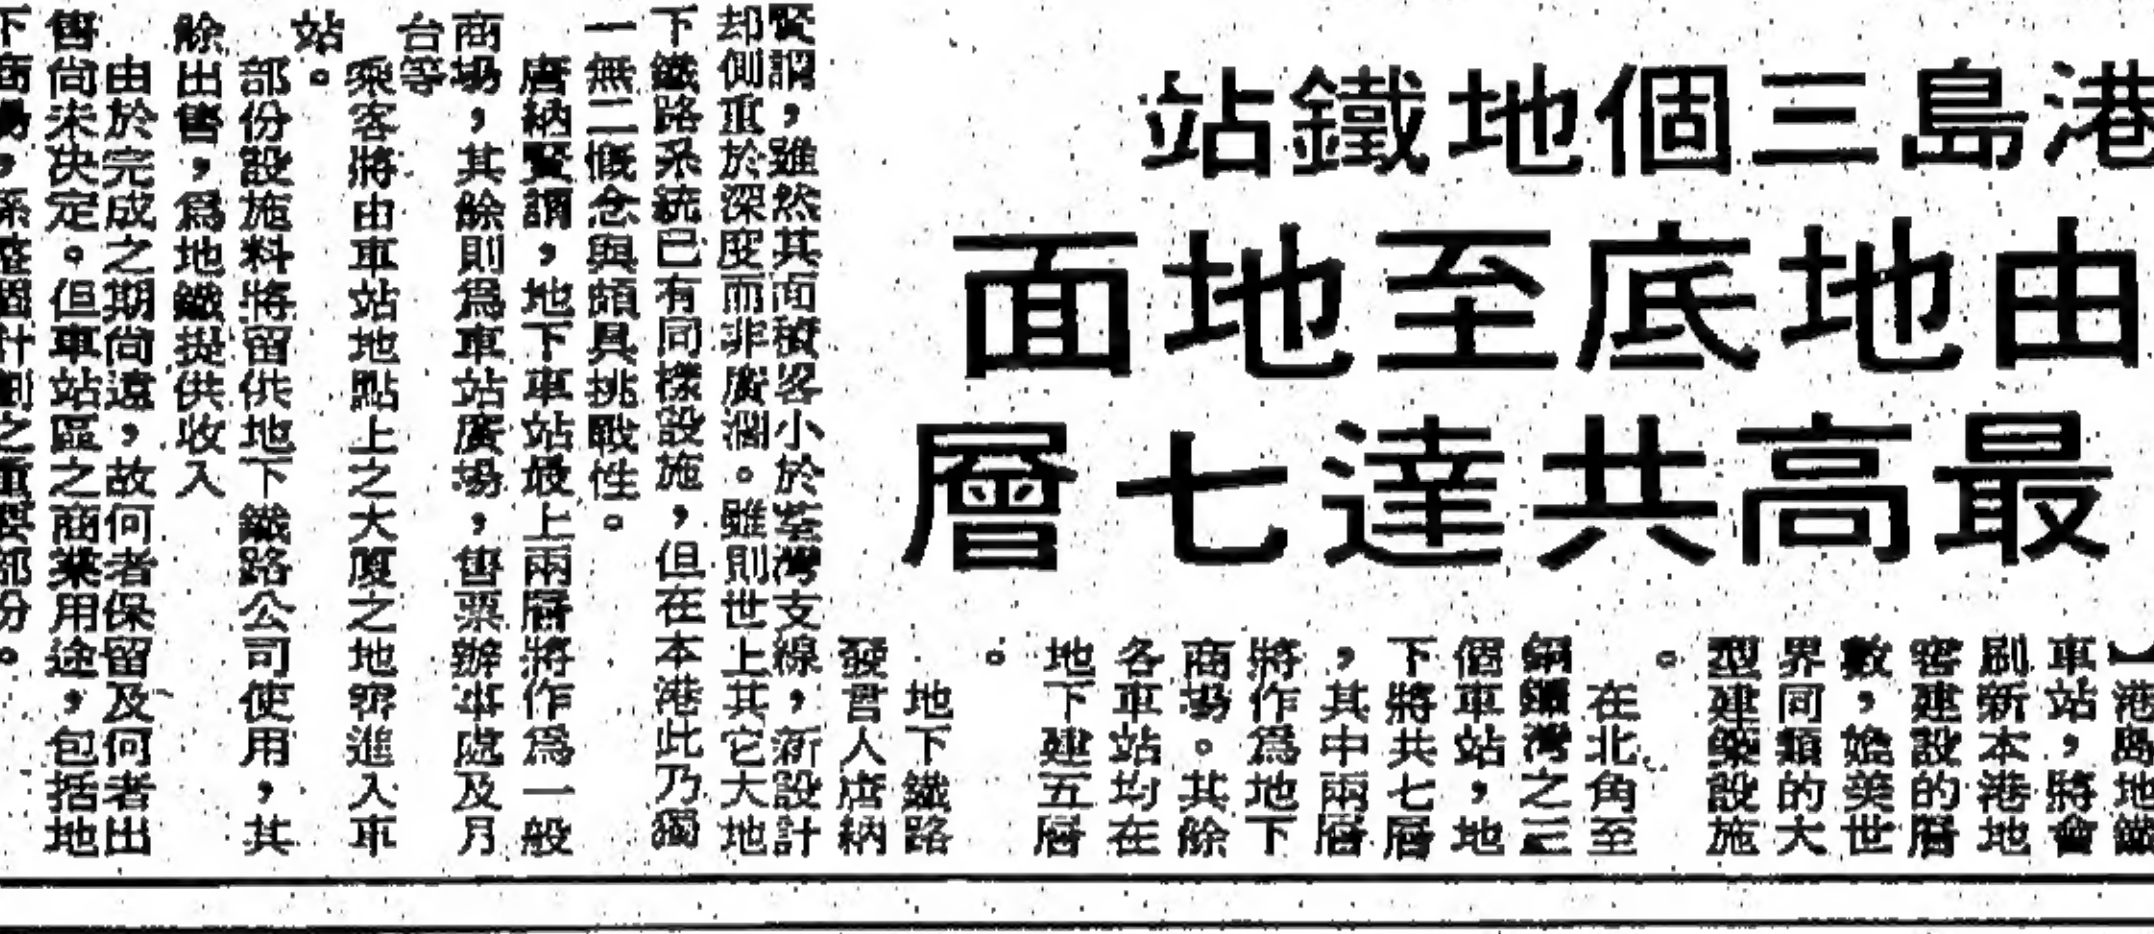 港島三個地鐵站
由地底至地面
最高共達七層
】港島地鐵
車站，將會
刷新本港地
窖建設的層
數，媲美世
界同類的大
型建築設施
。
在北角至
銅鑼灣之三
個車站，地
下將共七層
，其中兩層
將作爲地下
商場。其餘
各車站均在
地下建五層
。
地下鐵路
發言人唐納
賢謂，雖然其面積畧小於荃灣支線，新設計
却側重於深度而非廣濶。雖則世上其它大地
下鐵路系統已有同樣設施，但在本港此乃獨
一無二概念與頗具挑戰性。
唐納賢謂，地下車站最上兩層將作爲一般
商場，其餘則爲車站廣場，售票辦事處及月
台等
乘客將由車站地點上之大厦之地窖進入車
站。
部份設施料將留供地下鐵路公司使用，其
餘出售，爲地鐵提供收入
由於完成之期尚遠，故何者保留及何者出
售尚未决定。但車站區之商業用途，包括地
下商場，係整個計劃之重要部份。